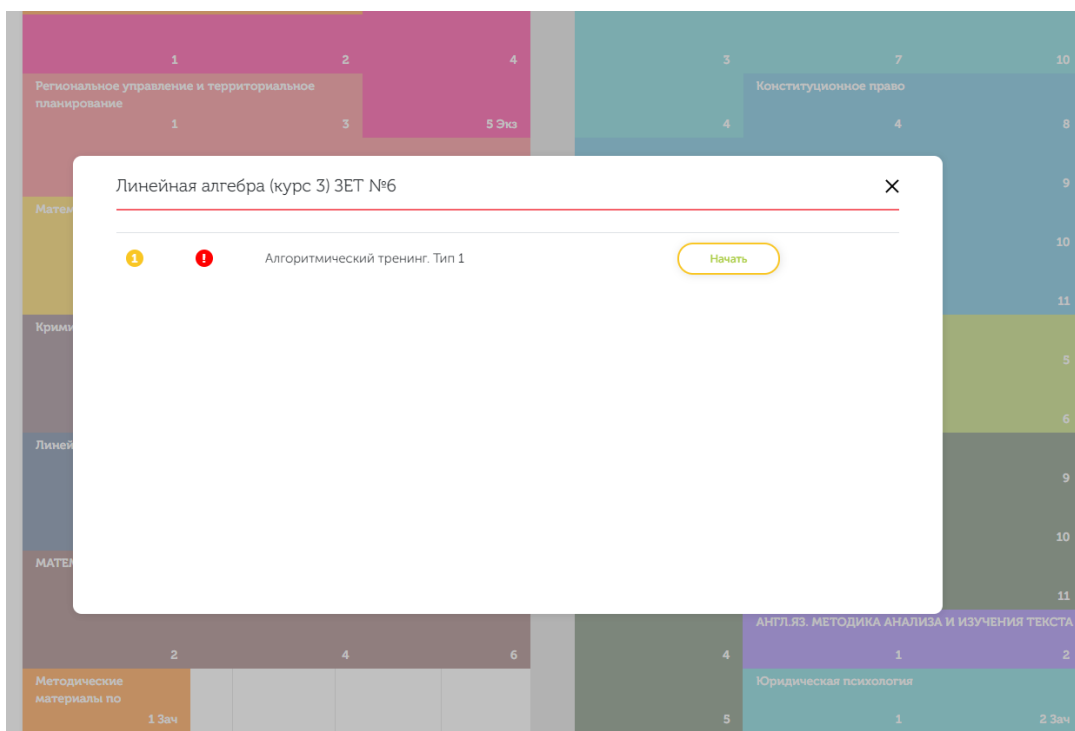 1 2 4 3 7 10
Региональное управление и территориальное
планирование
Конституционное право
1 3 5 Экз 4 4 8
Линейная алгебра (курс 3) ЗЕТ №6
9
1 ! Алгоритмический тренинг. Тип 1 Начать
10
11
5
6
9
10
11
АНГЛ.ЯЗ. МЕТОДИКА АНАЛИЗА И ИЗУЧЕНИЯ ТЕКСТА
2 4 6 4 1 2
Методические
материалы по
Юридическая психология
1 Зач 5 1 2 Зач